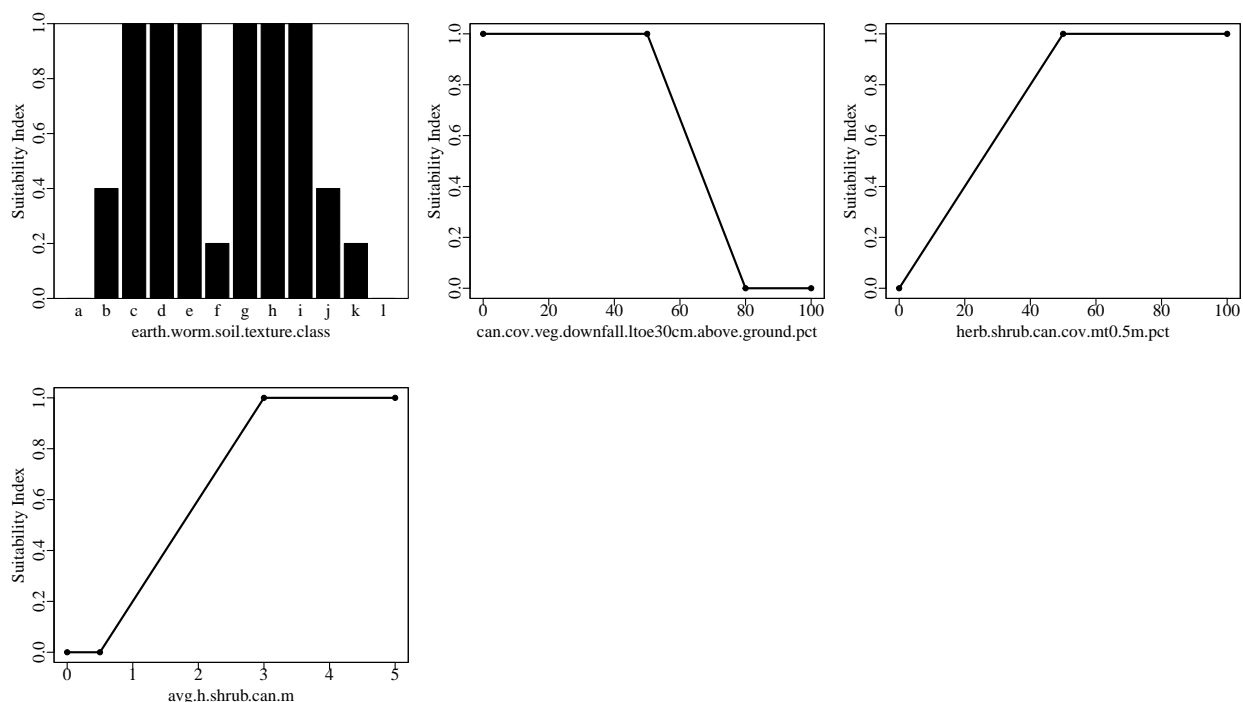 Suitability Index
0.0 0.2 0.4 0.6 0.8 1.0
a b c d e f g h i j k l
earth.worm.soil.texture.class
Suitability Index
0.0 0.2 0.4 0.6 0.8 1.0
0 20 40 60 80 100
can.cov.veg.downfall.ltoe30cm.above.ground.pct
Suitability Index
0.0 0.2 0.4 0.6 0.8 1.0
0 20 40 60 80 100
herb.shrub.can.cov.mt0.5m.pct
Suitability Index
0.0 0.2 0.4 0.6 0.8 1.0
0 1 2 3 4 5
avg.h.shrub.can.m